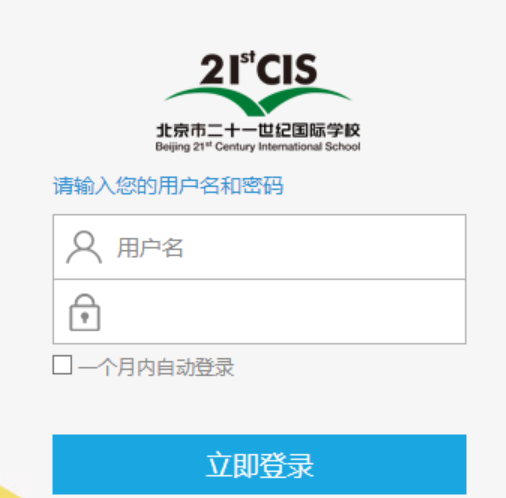 21stCIS
北京市二十一世纪国际学校
Beijing 21st Century International School
请输入您的用户名和密码
用户名
一个月内自动登录
立即登录